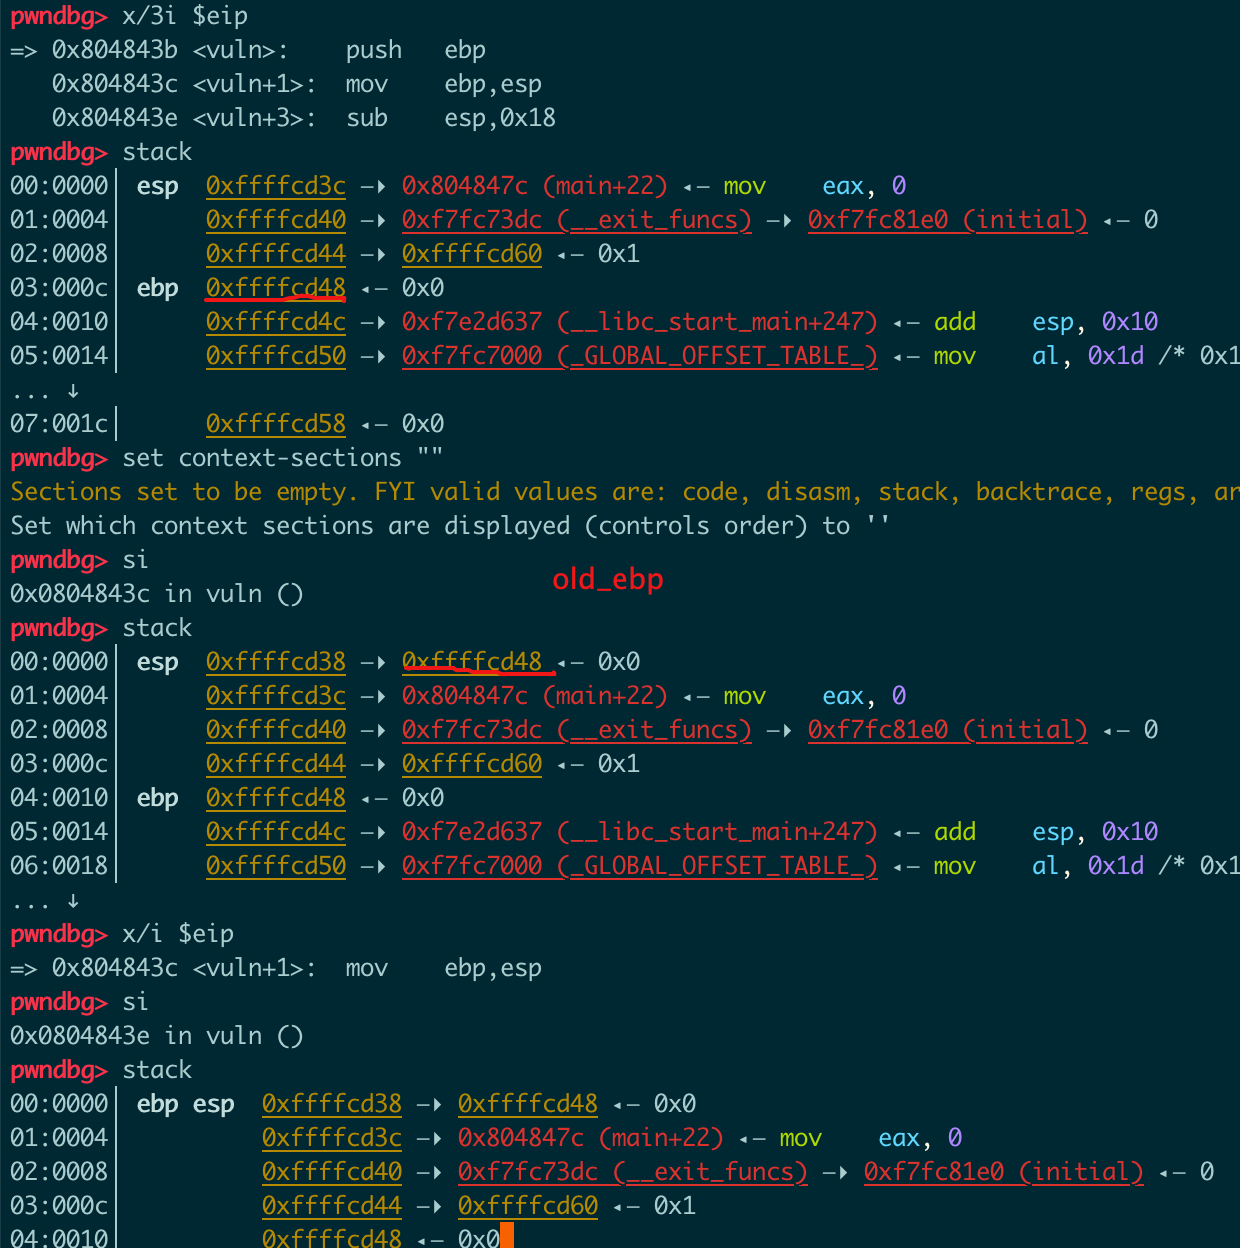 pwndbg> x/3i $eip
=> 0x804843b <vuln>:    push   ebp
   0x804843c <vuln+1>:  mov    ebp,esp
   0x804843e <vuln+3>:  sub    esp,0x18
pwndbg> stack
00:0000│ esp  0xffffcd3c —▸ 0x804847c (main+22) ◂— mov    eax, 0
01:0004│      0xffffcd40 —▸ 0xf7fc73dc (__exit_funcs) —▸ 0xf7fc81e0 (initial) ◂— 0
02:0008│      0xffffcd44 —▸ 0xffffcd60 ◂— 0x1
03:000c│ ebp  0xffffcd48 ◂— 0x0
04:0010│      0xffffcd4c —▸ 0xf7e2d637 (__libc_start_main+247) ◂— add    esp, 0x10
05:0014│      0xffffcd50 —▸ 0xf7fc7000 (_GLOBAL_OFFSET_TABLE_) ◂— mov    al, 0x1d /* 0x1
... ↓
07:001c│      0xffffcd58 ◂— 0x0
pwndbg> set context-sections ""
Sections set to be empty. FYI valid values are: code, disasm, stack, backtrace, regs, ar
Set which context sections are displayed (controls order) to ''
pwndbg> si
old_ebp
0x0804843c in vuln ()
pwndbg> stack
00:0000│ esp  0xffffcd38 —▸ 0xffffcd48 ◂— 0x0
01:0004│      0xffffcd3c —▸ 0x804847c (main+22) ◂— mov    eax, 0
02:0008│      0xffffcd40 —▸ 0xf7fc73dc (__exit_funcs) —▸ 0xf7fc81e0 (initial) ◂— 0
03:000c│      0xffffcd44 —▸ 0xffffcd60 ◂— 0x1
04:0010│ ebp  0xffffcd48 ◂— 0x0
05:0014│      0xffffcd4c —▸ 0xf7e2d637 (__libc_start_main+247) ◂— add    esp, 0x10
06:0018│      0xffffcd50 —▸ 0xf7fc7000 (_GLOBAL_OFFSET_TABLE_) ◂— mov    al, 0x1d /* 0x1
... ↓
pwndbg> x/i $eip
=> 0x804843c <vuln+1>:  mov    ebp,esp
pwndbg> si
0x0804843e in vuln ()
pwndbg> stack
00:0000│ ebp esp  0xffffcd38 —▸ 0xffffcd48 ◂— 0x0
01:0004│          0xffffcd3c —▸ 0x804847c (main+22) ◂— mov    eax, 0
02:0008│          0xffffcd40 —▸ 0xf7fc73dc (__exit_funcs) —▸ 0xf7fc81e0 (initial) ◂— 0
03:000c│          0xffffcd44 —▸ 0xffffcd60 ◂— 0x1
04:0010│          0xffffcd48 ◂— 0x0